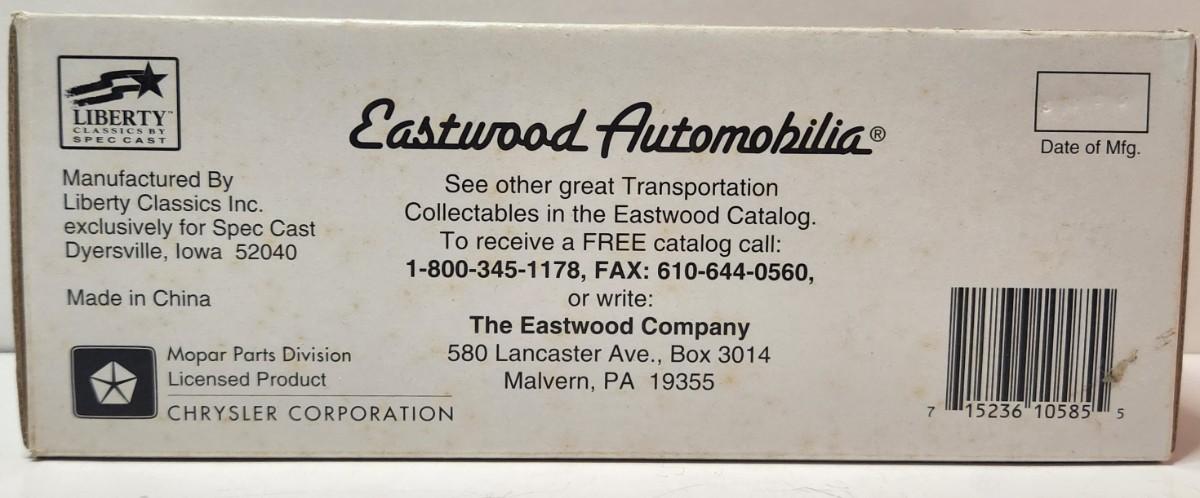 LIBERTY™
CLASSICS BY
SPEC CAST
Manufactured By
Liberty Classics Inc.
exclusively for Spec Cast
Dyersville, Iowa 52040
Made in China
Mopar Parts Division
Licensed Product
CHRYSLER CORPORATION
Eastwood Automobilia®
See other great Transportation
Collectables in the Eastwood Catalog.
To receive a FREE catalog call:
1-800-345-1178, FAX: 610-644-0560,
or write:
The Eastwood Company
580 Lancaster Ave., Box 3014
Malvern, PA 19355
Date of Mfg.
7 15236 10585 5